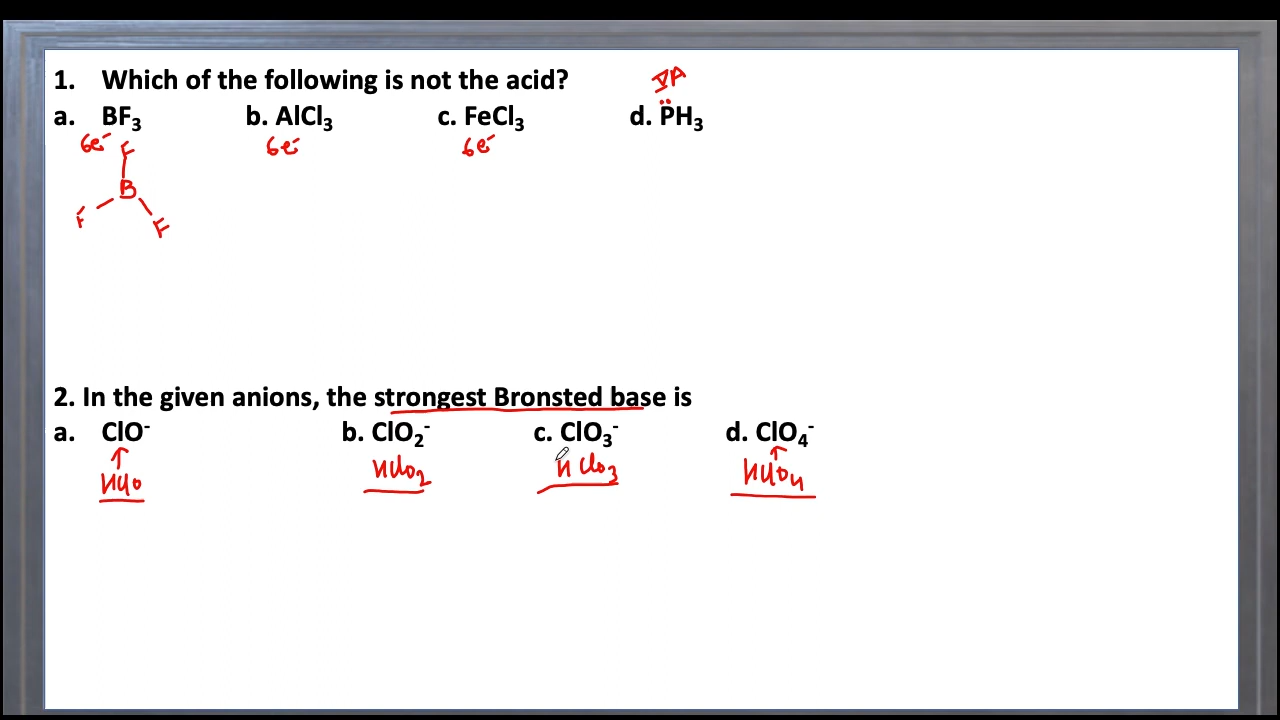 1. Which of the following is not the acid? VA
a. BF₃ b. AlCl₃ c. FeCl₃ d. P̈H₃
6e⁻ 6e⁻ 6e⁻
F
B
F F
2. In the given anions, the strongest Bronsted base is
a. ClO⁻ b. ClO₂⁻ c. ClO₃⁻ d. ClO₄⁻
HClO HClO₂ HClO₃ HClO₄